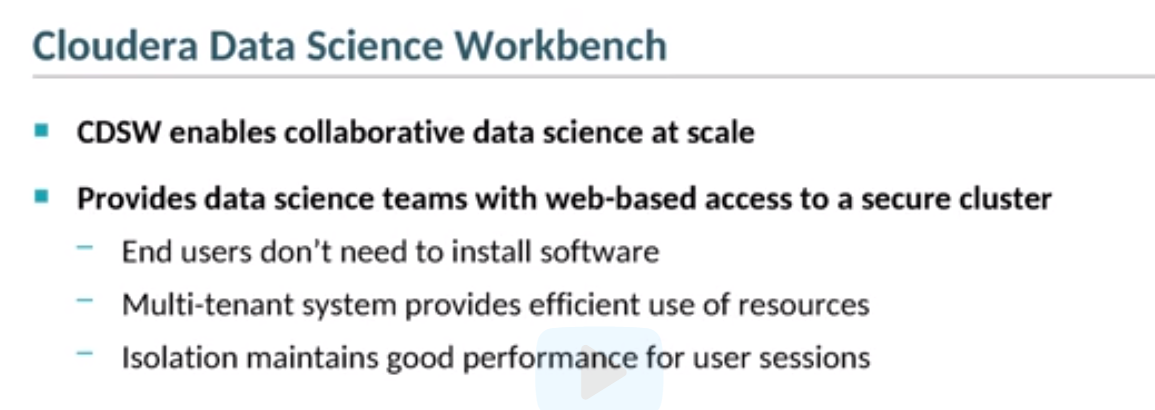 Cloudera Data Science Workbench
CDSW enables collaborative data science at scale
Provides data science teams with web-based access to a secure cluster
End users don’t need to install software
Multi-tenant system provides efficient use of resources
Isolation maintains good performance for user sessions